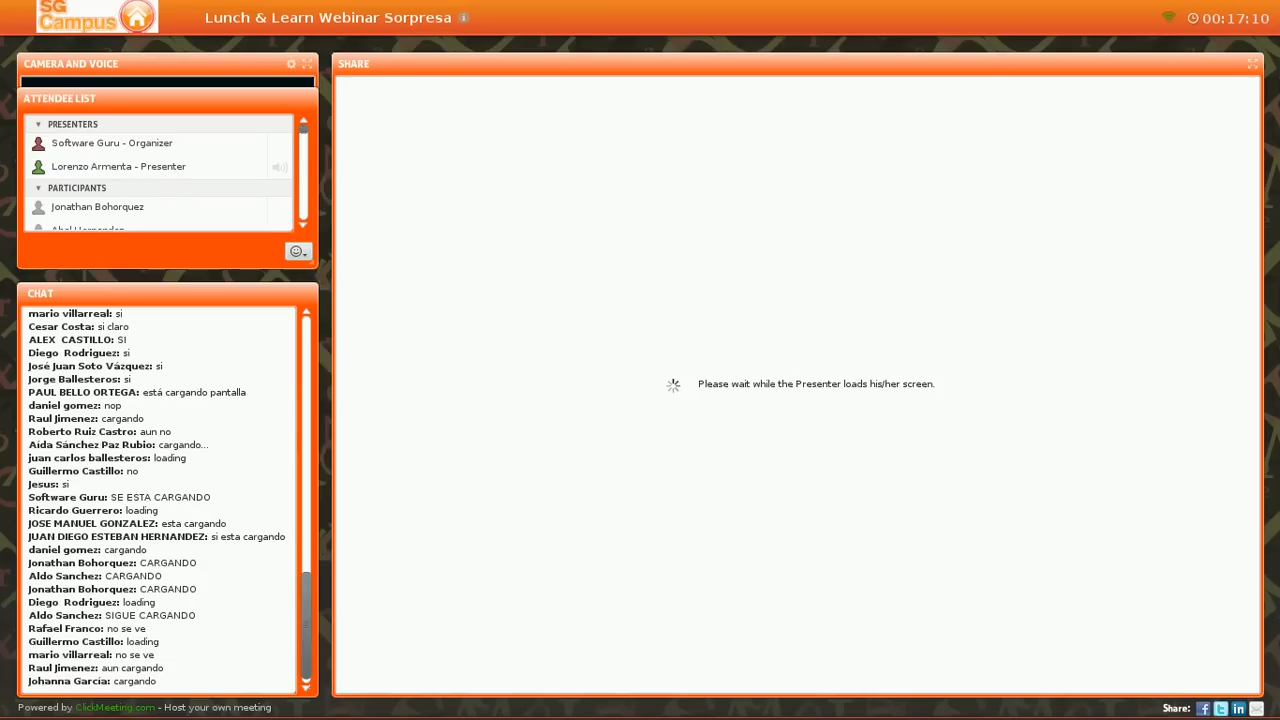 SG
Campus
Lunch & Learn Webinar Sorpresa
00:17:10
CAMERA AND VOICE
ATTENDEE LIST
PRESENTERS
Software Guru - Organizer
Lorenzo Armenta - Presenter
PARTICIPANTS
Jonathan Bohorquez
Abel Hernandez
CHAT
mario villarreal: si
Cesar Costa: si claro
ALEX CASTILLO: SI
Diego Rodriguez: si
José Juan Soto Vázquez: si
Jorge Ballesteros: si
PAUL BELLO ORTEGA: está cargando pantalla
daniel gomez: nop
Raul Jimenez: cargando
Roberto Ruiz Castro: aun no
Aída Sánchez Paz Rubio: cargando...
juan carlos ballesteros: loading
Guillermo Castillo: no
Jesus: si
Software Guru: SE ESTA CARGANDO
Ricardo Guerrero: loading
JOSE MANUEL GONZALEZ: esta cargando
JUAN DIEGO ESTEBAN HERNANDEZ: si esta cargando
daniel gomez: cargando
Jonathan Bohorquez: CARGANDO
Aldo Sanchez: CARGANDO
Jonathan Bohorquez: CARGANDO
Diego Rodriguez: loading
Aldo Sanchez: SIGUE CARGANDO
Rafael Franco: no se ve
Guillermo Castillo: loading
mario villarreal: no se ve
Raul Jimenez: aun cargando
Johanna García: cargando
SHARE
Please wait while the Presenter loads his/her screen.
Powered by ClickMeeting.com - Host your own meeting
Share: